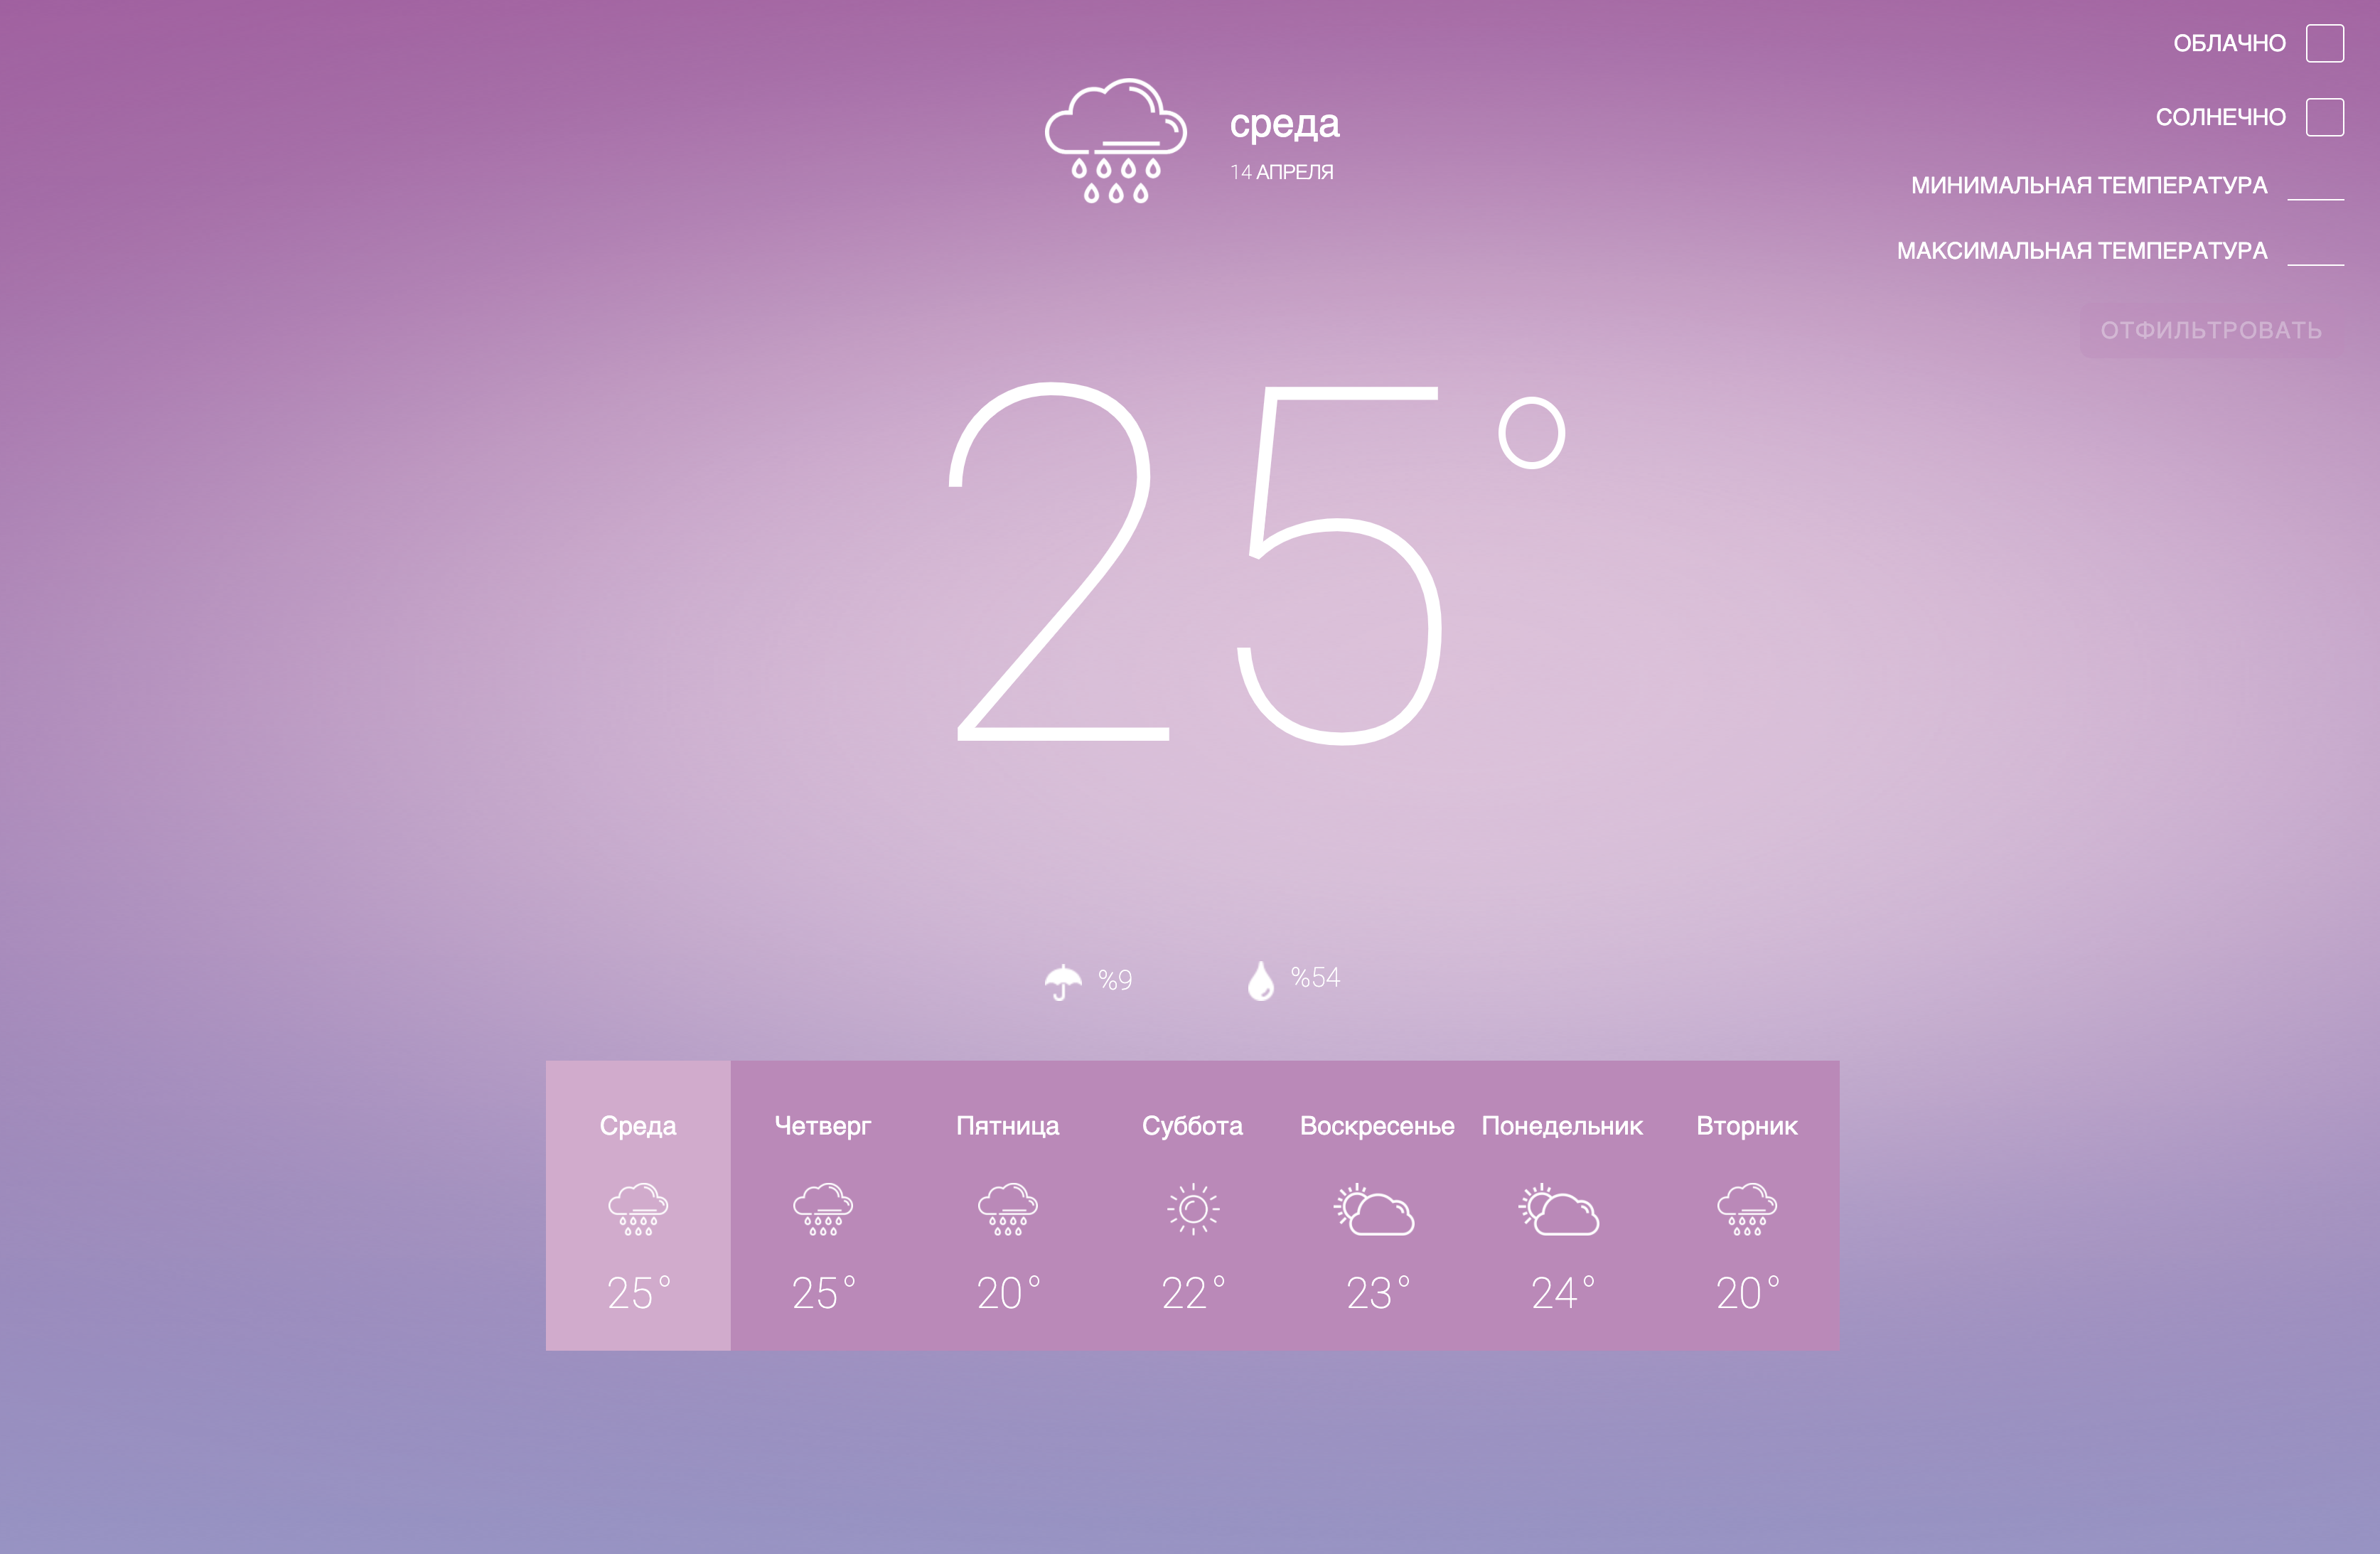 ОБЛАЧНО
СОЛНЕЧНО
МИНИМАЛЬНАЯ ТЕМПЕРАТУРА
МАКСИМАЛЬНАЯ ТЕМПЕРАТУРА
ОТФИЛЬТРОВАТЬ
среда
14 АПРЕЛЯ
25°
%9 %54
Среда Четверг Пятница Суббота Воскресенье Понедельник Вторник
25° 25° 20° 22° 23° 24° 20°